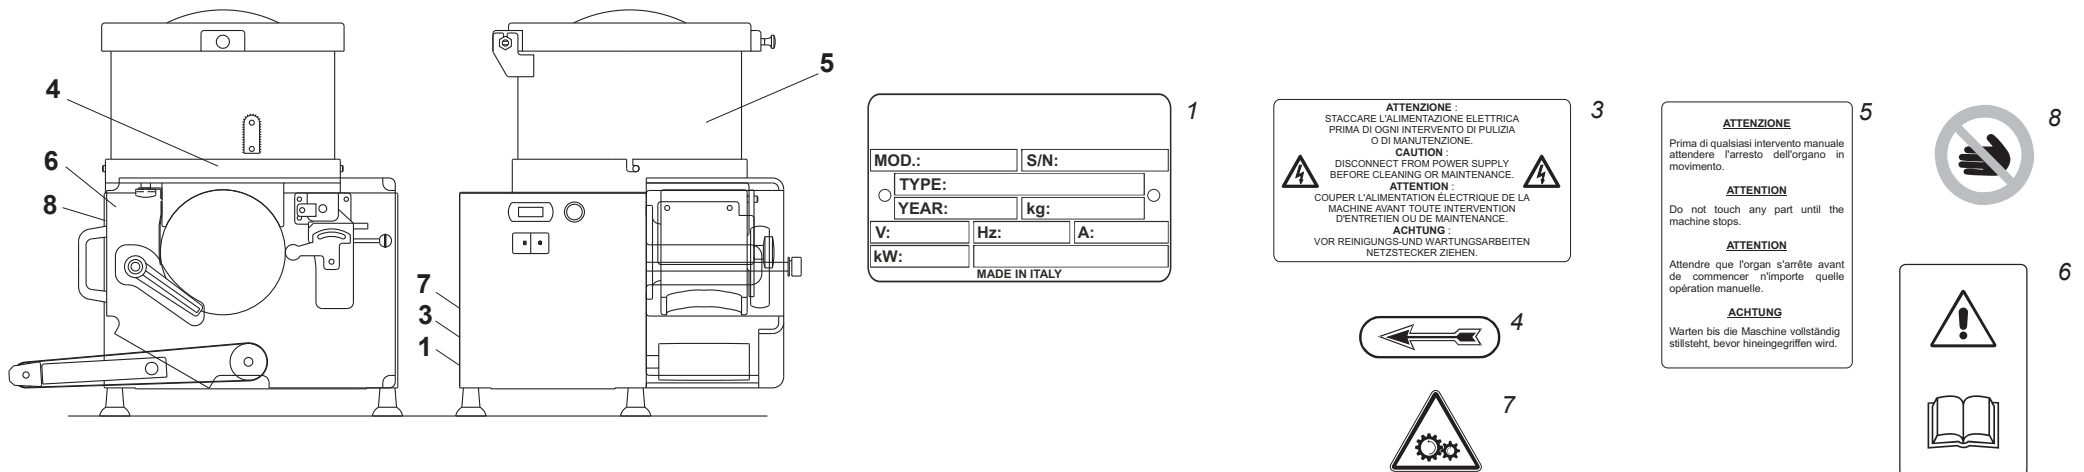 4
6
8
5
7
3
1
1
MOD.: S/N:
TYPE:
YEAR: kg:
V: Hz: A:
kW:
MADE IN ITALY
3
ATTENZIONE :
STACCARE L'ALIMENTAZIONE ELETTRICA
PRIMA DI OGNI INTERVENTO DI PULIZIA
O DI MANUTENZIONE.
CAUTION :
DISCONNECT FROM POWER SUPPLY
BEFORE CLEANING OR MAINTENANCE.
ATTENTION :
COUPER L'ALIMENTATION ÉLECTRIQUE DE LA
MACHINE AVANT TOUTE INTERVENTION
D'ENTRETIEN OU DE MAINTENANCE.
ACHTUNG :
VOR REINIGUNGS-UND WARTUNGSARBEITEN
NETZSTECKER ZIEHEN.
4
7
5
ATTENZIONE
Prima di qualsiasi intervento manuale
attendere l'arresto dell'organo in
movimento.
ATTENTION
Do not touch any part until the
machine stops.
ATTENTION
Attendre que l'organ s'arrête avant
de commencer n'importe quelle
opération manuelle.
ACHTUNG
Warten bis die Maschine vollständig
stillsteht, bevor hineingegriffen wird.
8
6